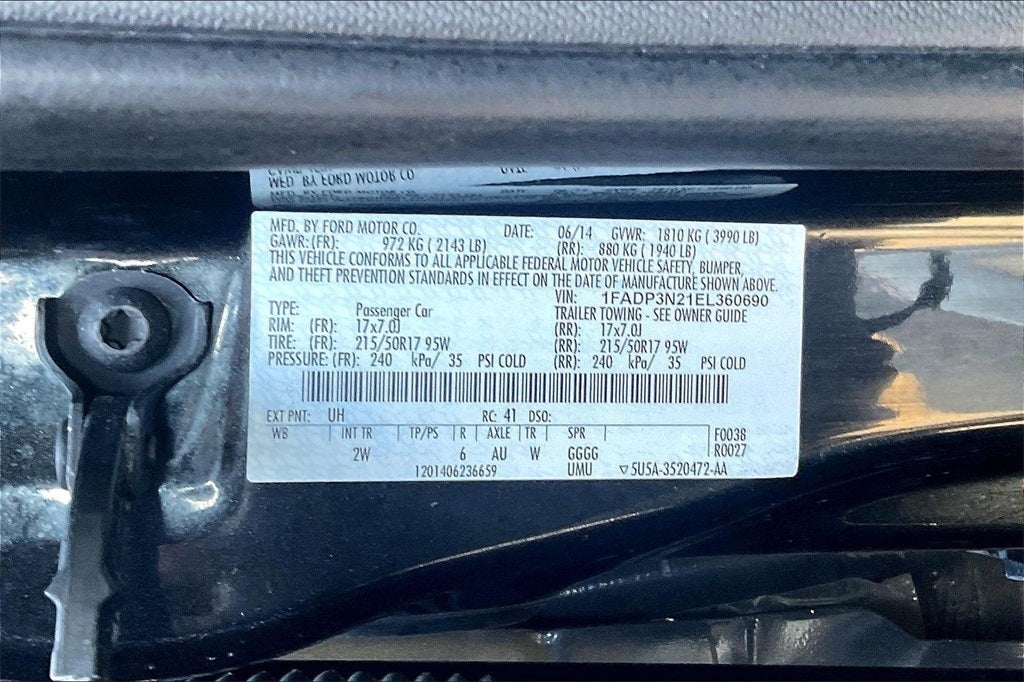 MFD. BY FORD MOTOR CO. DATE: 06/14 GVWR: 1810 KG ( 3990 LB)
GAWR:(FR): 972 KG ( 2143 LB) (RR): 880 KG ( 1940 LB)
THIS VEHICLE CONFORMS TO ALL APPLICABLE FEDERAL MOTOR VEHICLE SAFETY, BUMPER,
AND THEFT PREVENTION STANDARDS IN EFFECT ON THE DATE OF MANUFACTURE SHOWN ABOVE.
VIN: 1FADP3N21EL360690
TYPE: Passenger Car TRAILER TOWING - SEE OWNER GUIDE
RIM: (FR): 17x7.0J (RR): 17x7.0J
TIRE: (FR): 215/50R17 95W (RR): 215/50R17 95W
PRESSURE: (FR): 240 kPa/ 35 PSI COLD (RR): 240 kPa/ 35 PSI COLD
EXT PNT: UH RC: 41 DSO:
WB INT TR TP/PS R AXLE TR SPR F0038
2W 6 AU W GGGG R0027
1201406236659 UMU ▽5U5A-3520472-AA